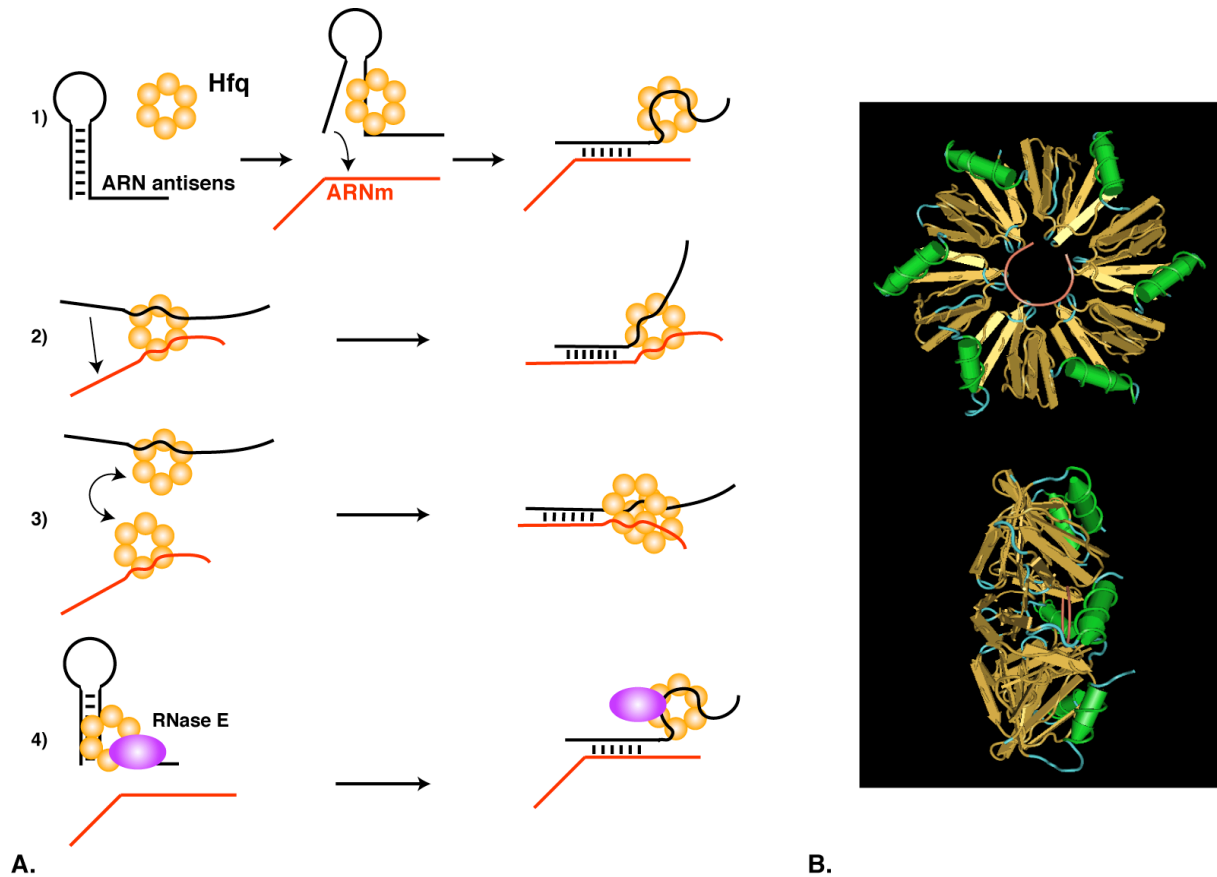 Hfq
1)
ARN antisens
ARNm
2)
3)
RNase E
4)
A.
B.